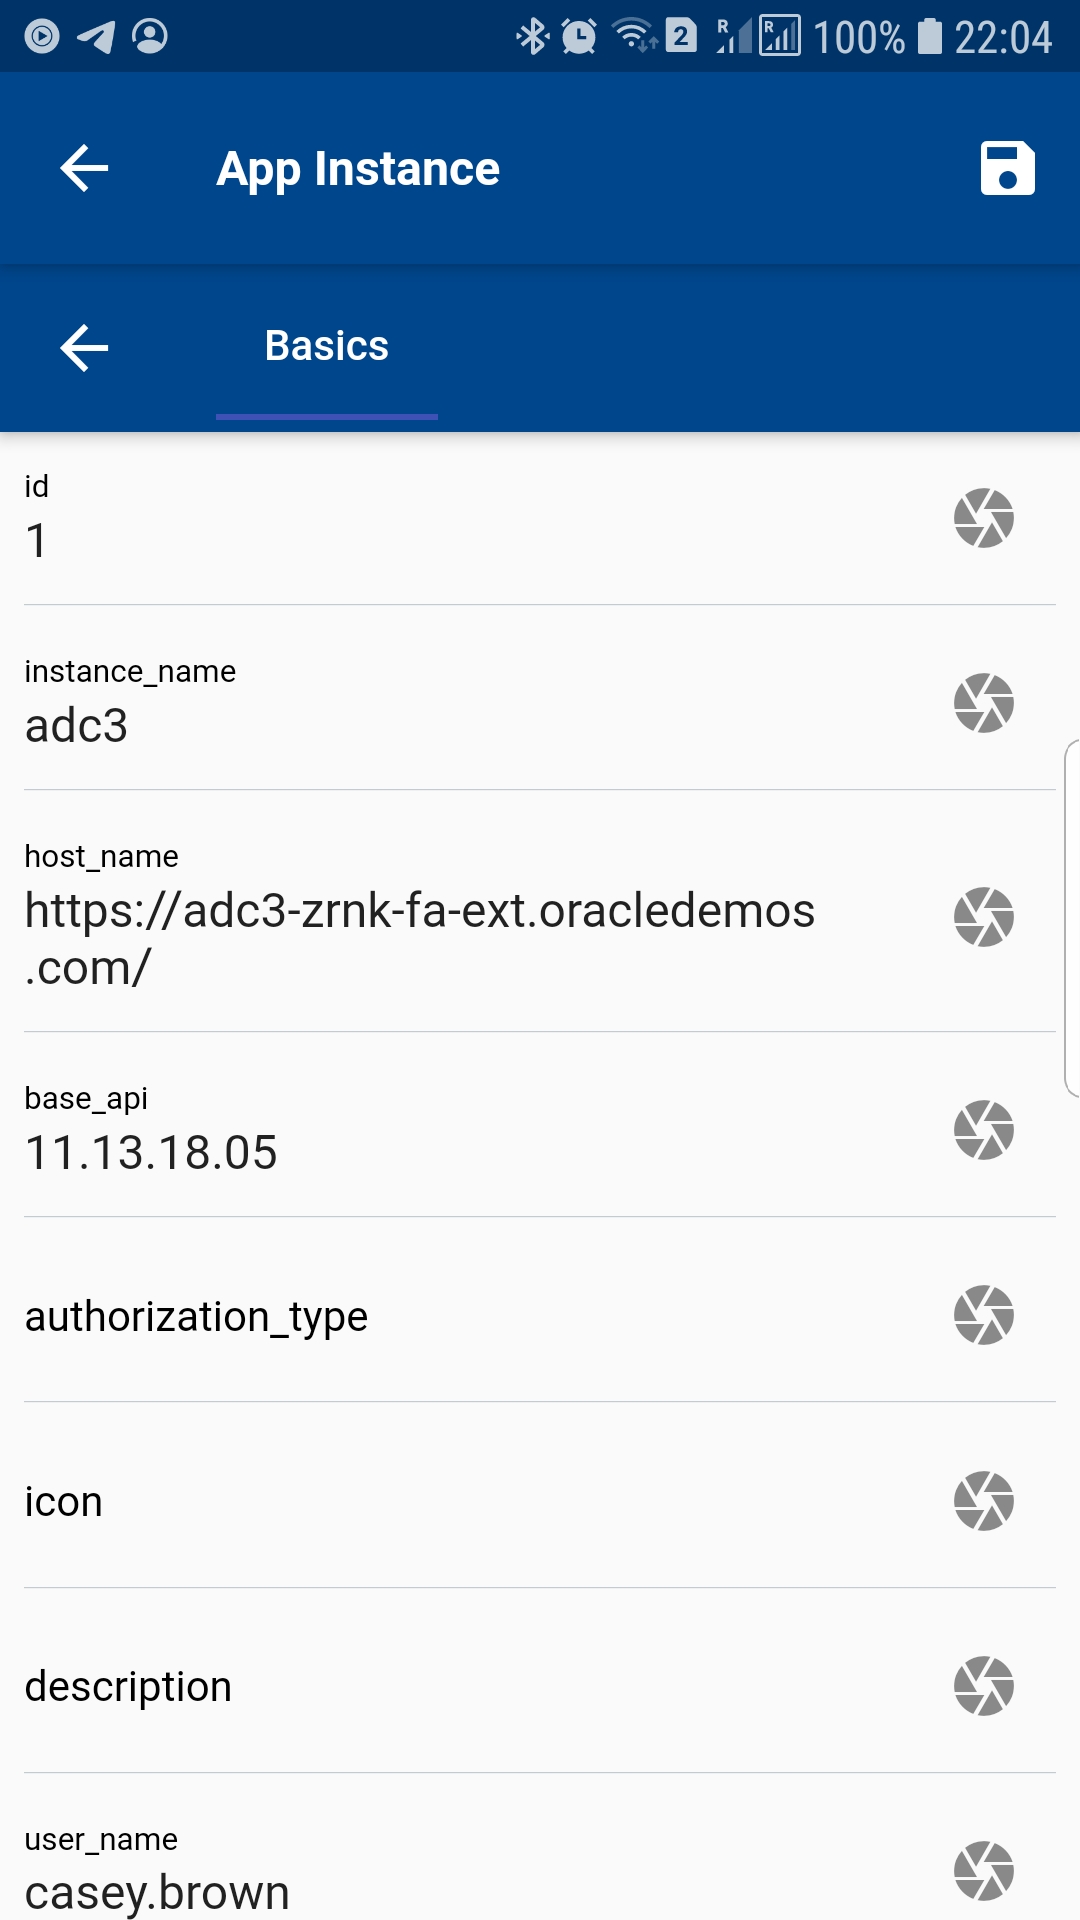 2 R R 100% 22:04
App Instance
Basics
id
1
instance_name
adc3
host_name
https://adc3-zrnk-fa-ext.oracledemos
.com/
base_api
11.13.18.05
authorization_type
icon
description
user_name
casey.brown